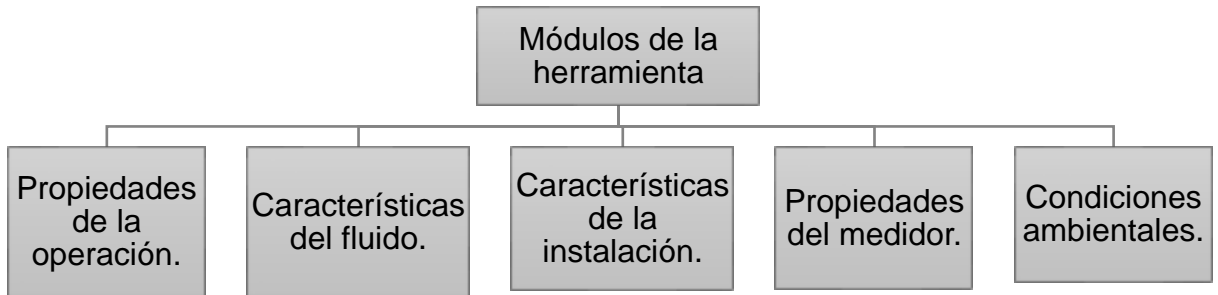 Módulos de la
herramienta
Propiedades
de la
operación.
Características
del fluido.
Características
de la
instalación.
Propiedades
del medidor.
Condiciones
ambientales.